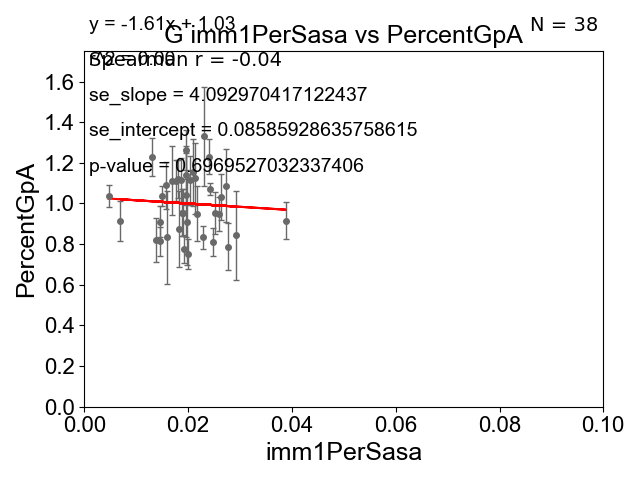 y = -1.61x + 1.03
G imm1PerSasa vs PercentGpA
N = 38
R^2 = 0.00
Spearman r = -0.04
se_slope = 4.092970417122437
se_intercept = 0.08585928635758615
p-value = 0.6969527032337406
PercentGpA
1.6
1.4
1.2
1.0
0.8
0.6
0.4
0.2
0.0
0.00
0.02
0.04
0.06
0.08
0.10
imm1PerSasa